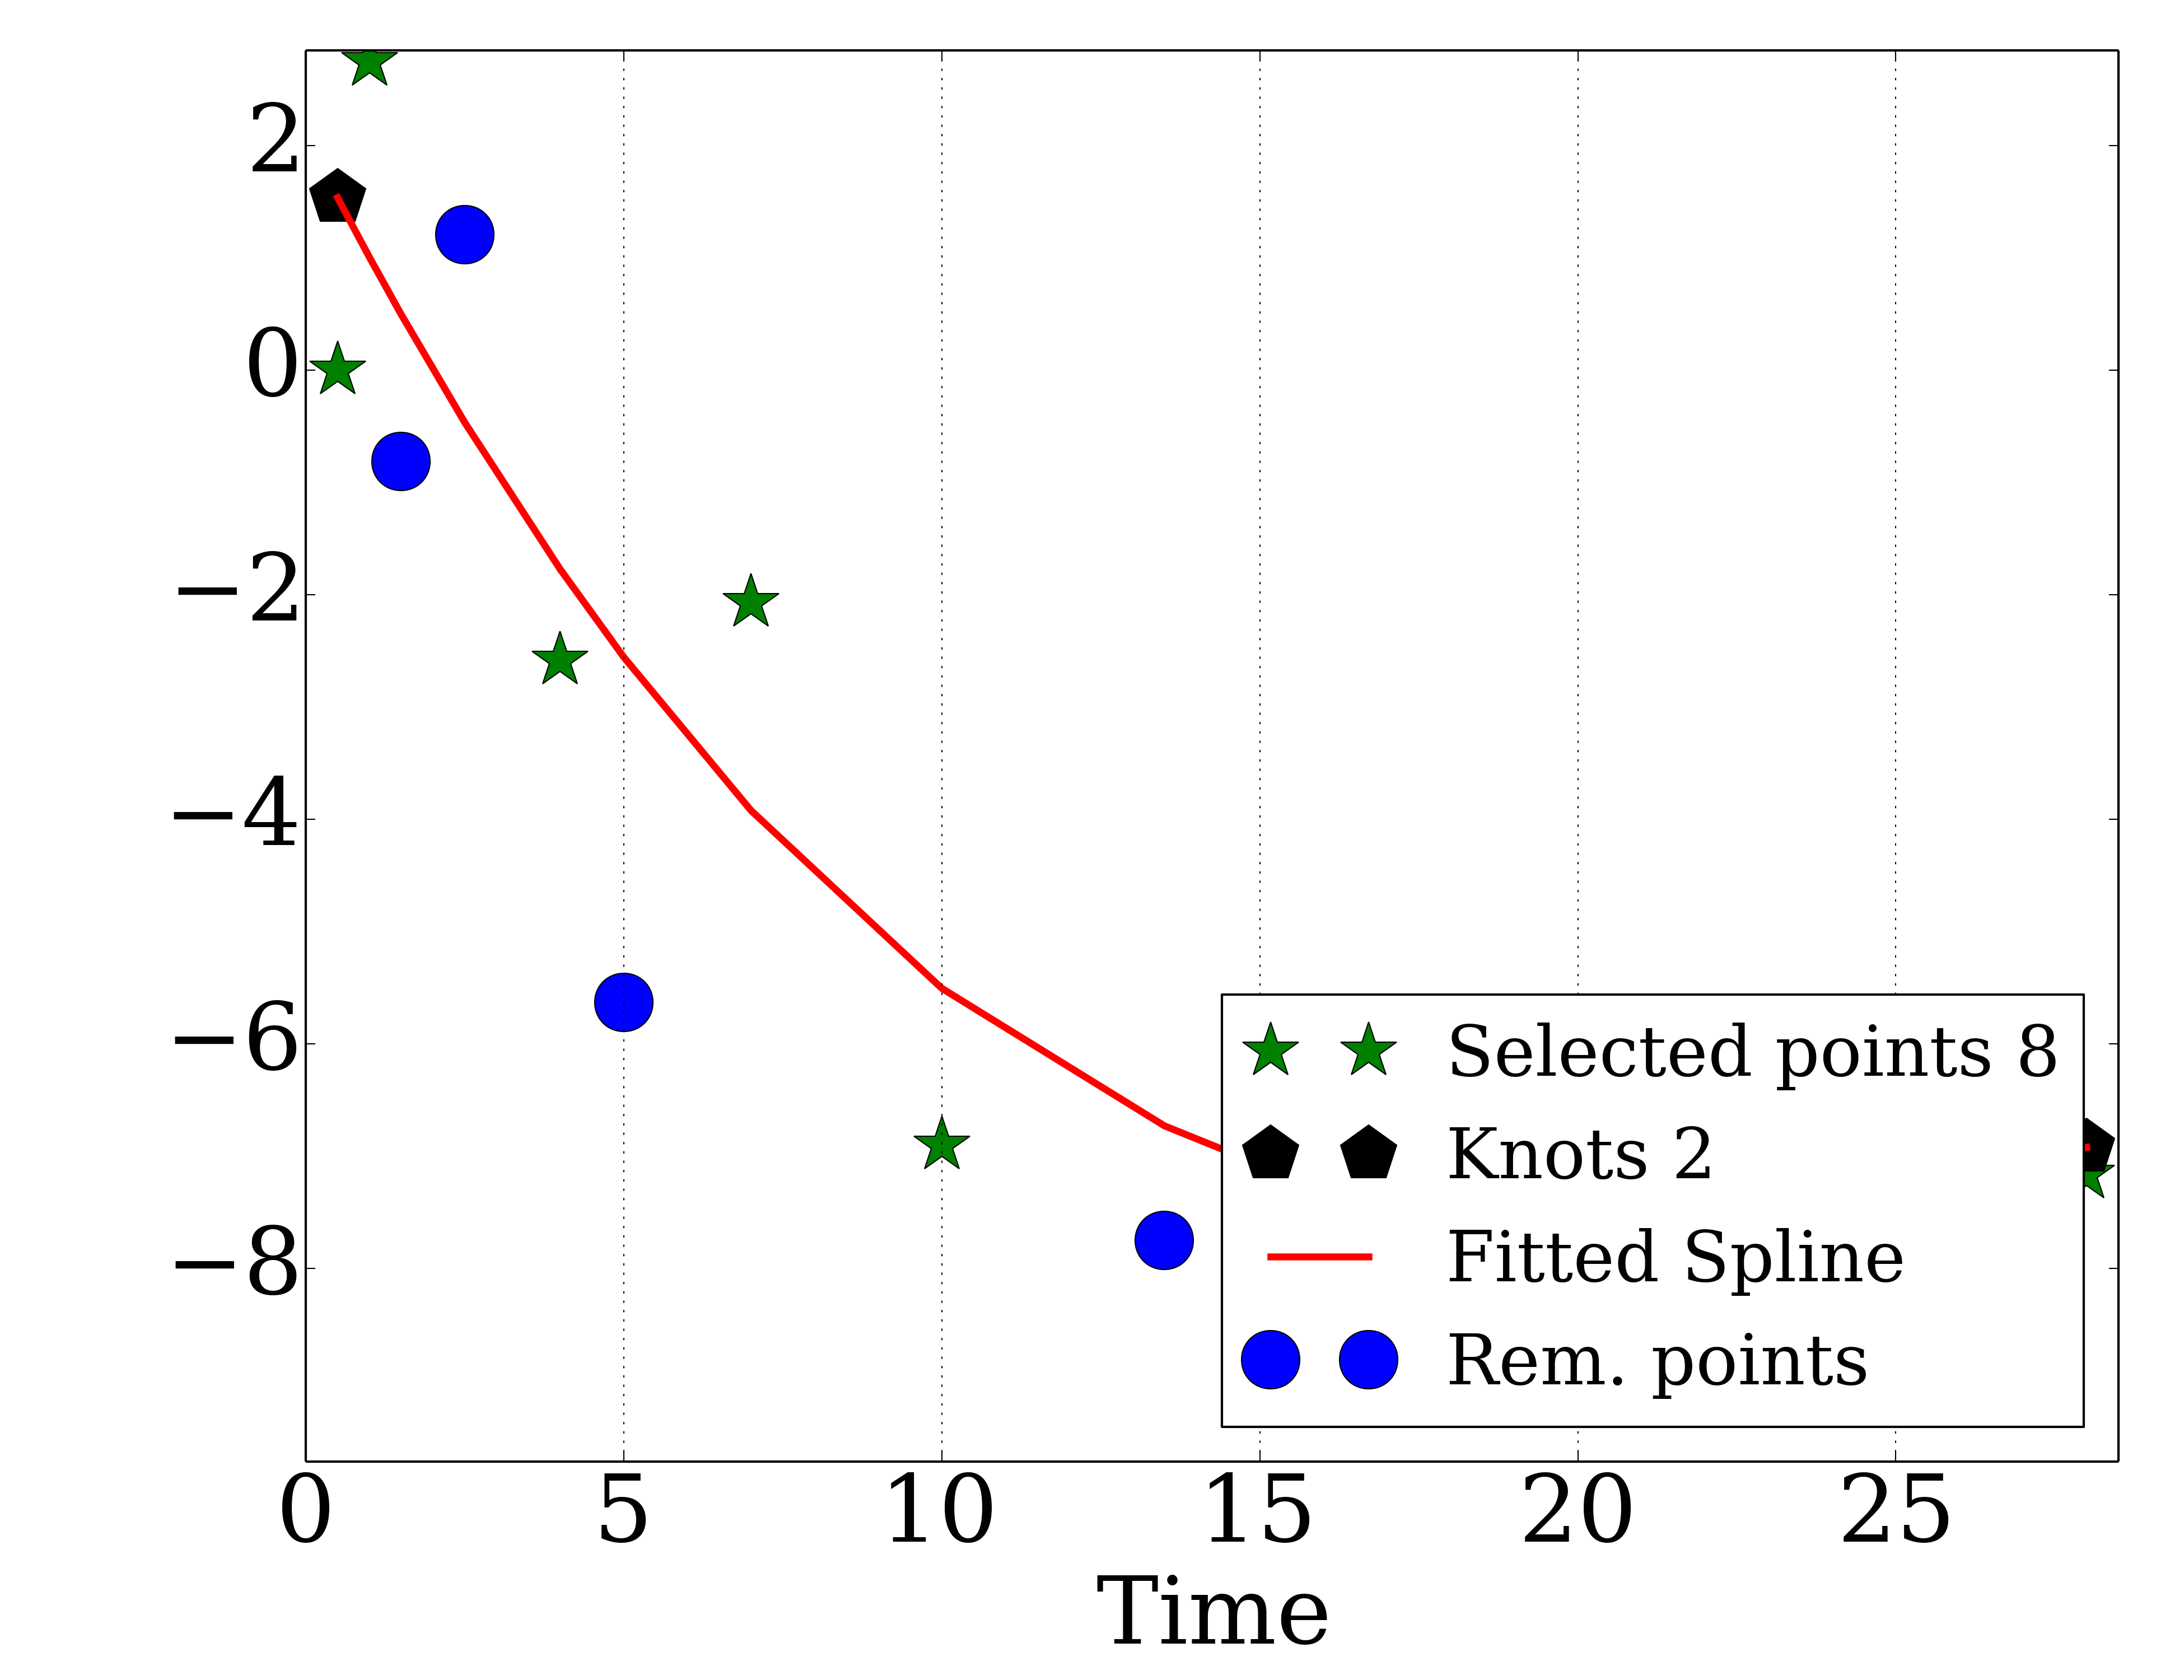 2
0
−2
−4
−6
−8
Selected points 8
Knots 2
Fitted Spline
Rem. points
0 5 10 15 20 25
Time